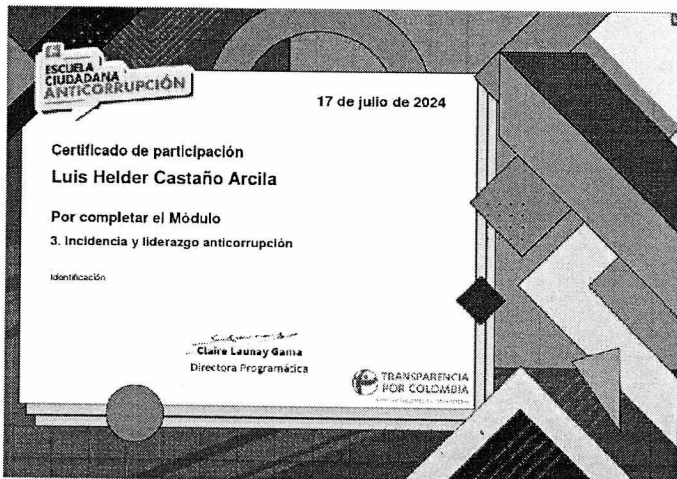 ESCUELA
CIUDADANA
ANTICORRUPCIÓN
17 de julio de 2024
Certificado de participación
Luis Helder Castaño Arcila
Por completar el Módulo
3. Incidencia y liderazgo anticorrupción
Identificación
Claire Launay Gama
Directora Programática
TRANSPARENCIA
POR COLOMBIA